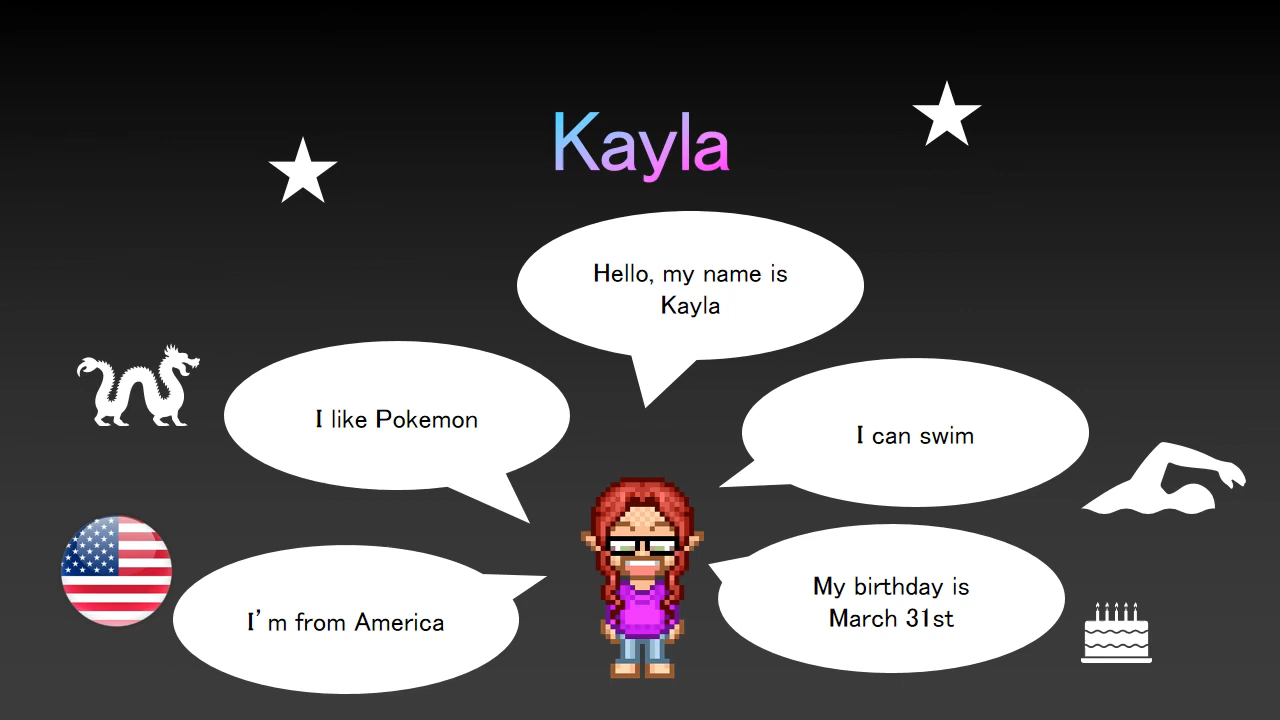 Kayla
Hello, my name is
Kayla
I like Pokemon
I can swim
I'm from America
My birthday is
March 31st